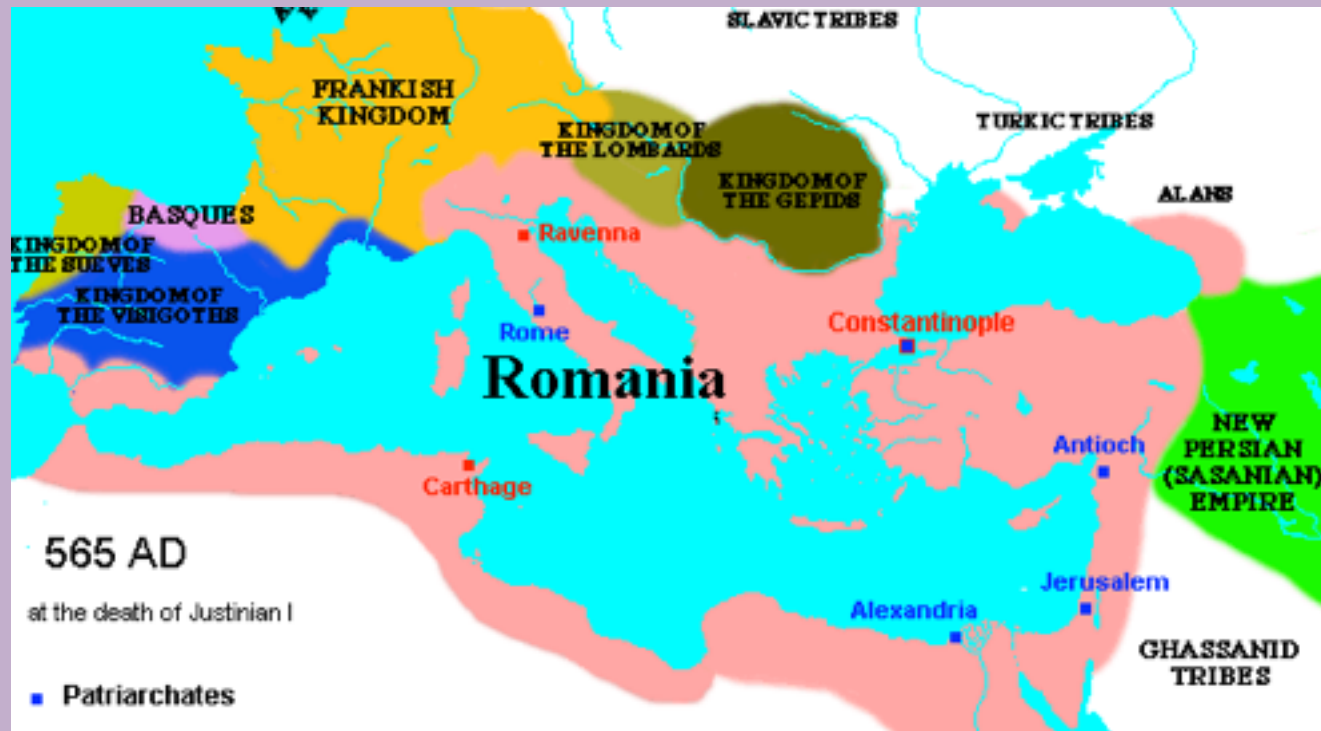 SLAVIC TRIBES
FRANKISH
KINGDOM
TURKIC TRIBES
KINGDOM OF
THE LOMBARDS
KINGDOM OF
THE GEPIDS
ALANS
BASQUES
Ravenna
KINGDOM OF
THE SUEVES
KINGDOM OF
THE VISIGOTHS
Rome
Constantinople
Romania
NEW
PERSIAN
(SASANIAN)
EMPIRE
Antioch
Carthage
565 AD
at the death of Justinian I
Jerusalem
Alexandria
GHASSANID
TRIBES
Patriarchates